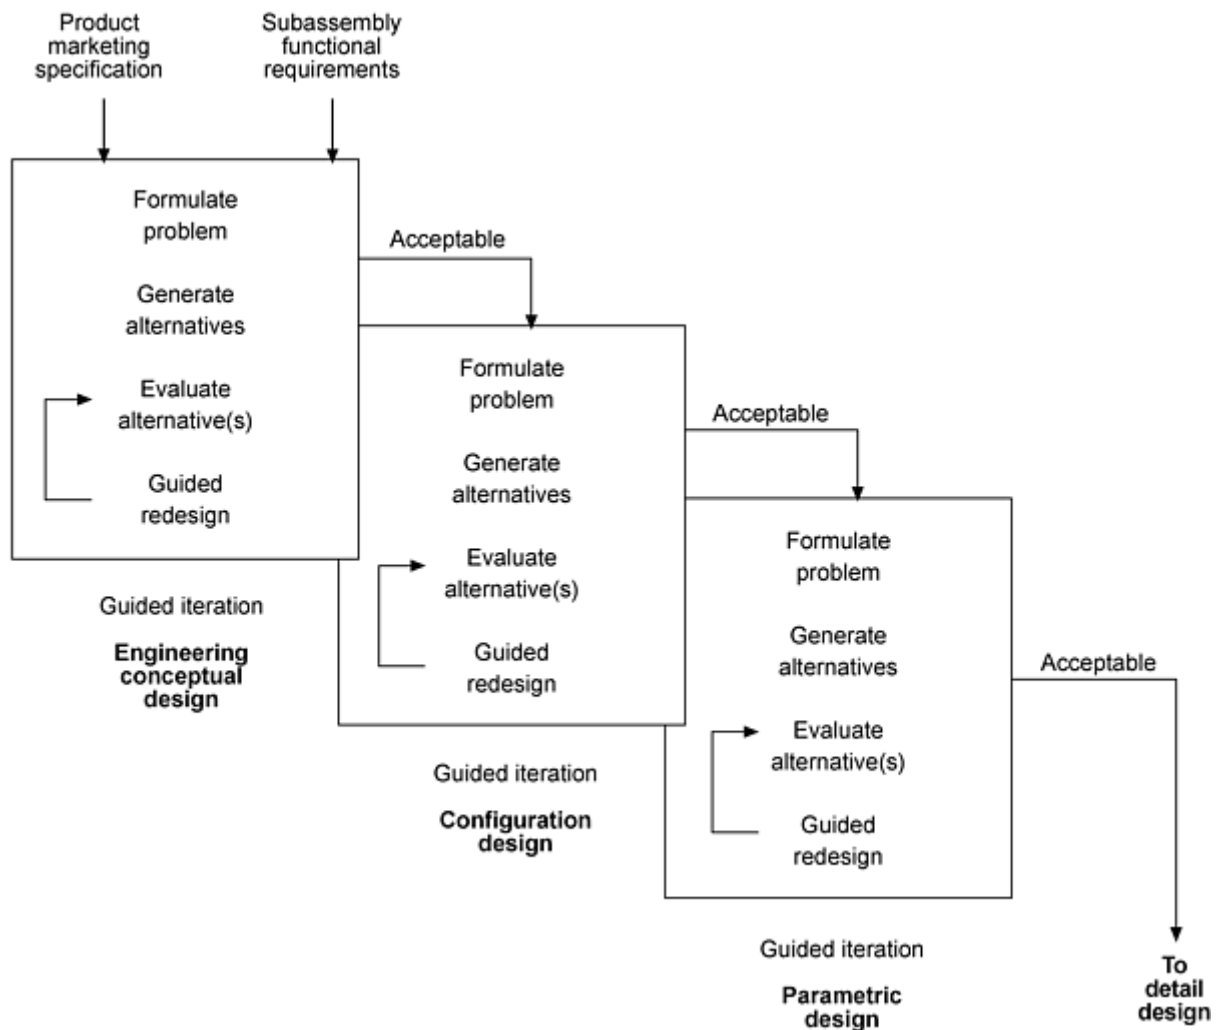 Product
marketing
specification
Subassembly
functional
requirements
Formulate
problem
Generate
alternatives
Evaluate
alternative(s)
Guided
redesign
Guided iteration
Engineering
conceptual
design
Acceptable
Formulate
problem
Generate
alternatives
Evaluate
alternative(s)
Guided
redesign
Guided iteration
Configuration
design
Acceptable
Formulate
problem
Generate
alternatives
Evaluate
alternative(s)
Guided
redesign
Guided iteration
Parametric
design
Acceptable
To
detail
design